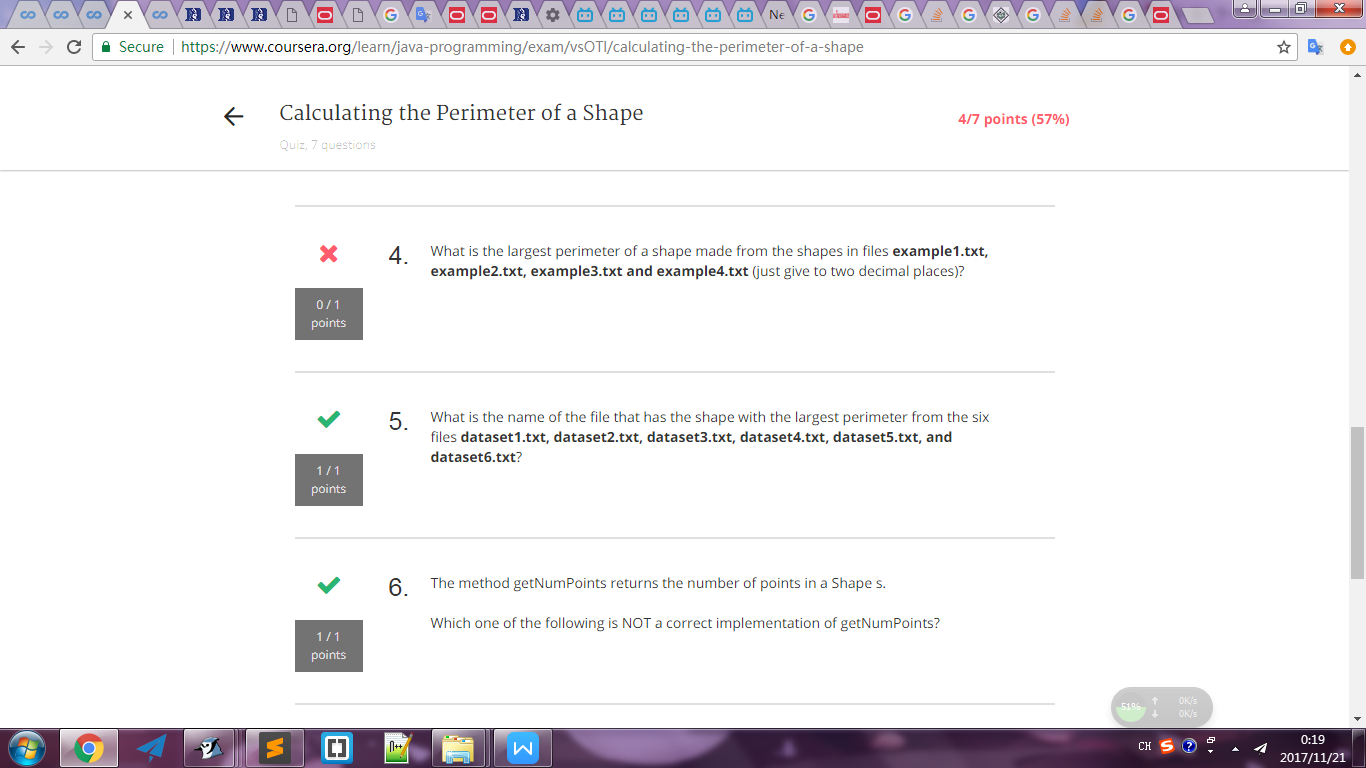 Ne
Secure | https://www.coursera.org/learn/java-programming/exam/vsOTl/calculating-the-perimeter-of-a-shape
Calculating the Perimeter of a Shape
4/7 points (57%)
Quiz, 7 questions
4.
What is the largest perimeter of a shape made from the shapes in files example1.txt,
example2.txt, example3.txt and example4.txt (just give to two decimal places)?
0 / 1
points
5.
What is the name of the file that has the shape with the largest perimeter from the six
files dataset1.txt, dataset2.txt, dataset3.txt, dataset4.txt, dataset5.txt, and
dataset6.txt?
1 / 1
points
6.
The method getNumPoints returns the number of points in a Shape s.
Which one of the following is NOT a correct implementation of getNumPoints?
1 / 1
points
51%
0K/s
0K/s
CH
0:19
2017/11/21